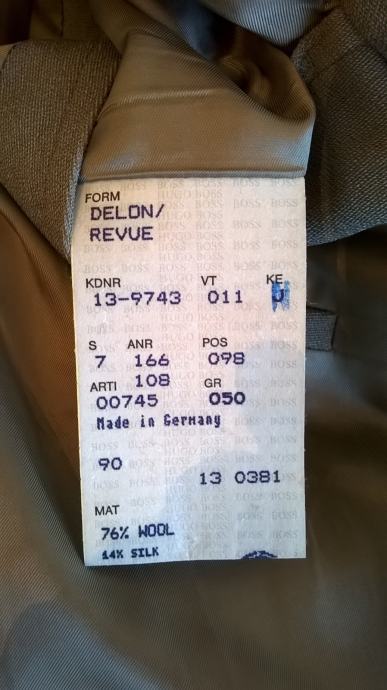 FORM
DELON/
REVUE
KDNR VT KE
13-9743 011
S ANR POS
7 166 098
ARTI 108 GR
00745 050
Made in Germany
90
13 0381
MAT
76% WOOL
14% SILK